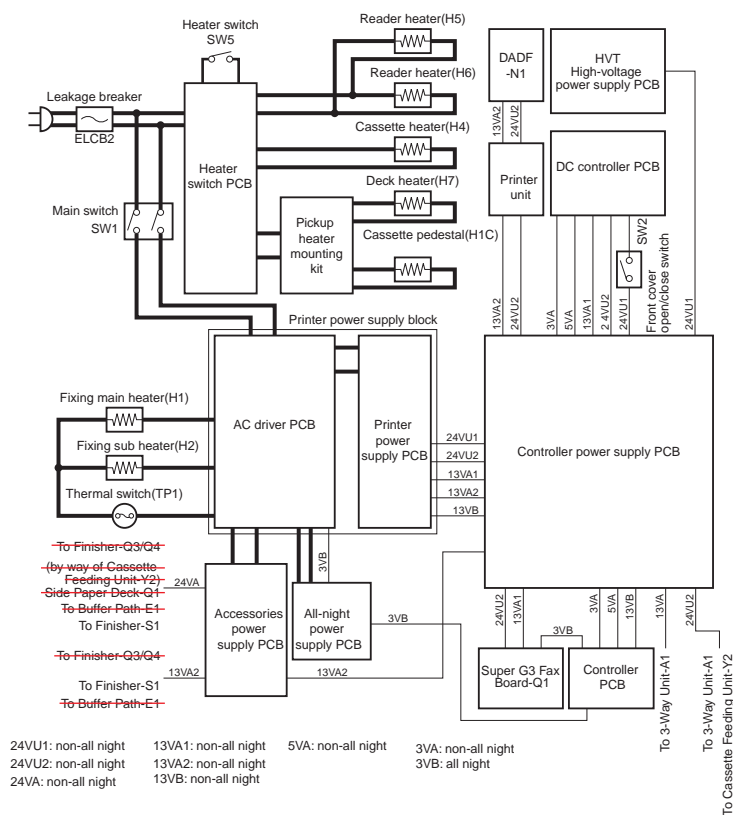 Heater switch
SW5
Reader heater(H5)
Reader heater(H6)
Cassette heater(H4)
Deck heater(H7)
Cassette pedestal(H1C)
Leakage breaker
ELCB2
Heater
switch PCB
Pickup
heater
mounting
kit
Main switch
SW1
DADF
-N1
HVT
High-voltage
power supply PCB
13VA2
24VU2
Printer
unit
DC controller PCB
SW2
Front cover
open/close switch
13VA2
24VU2
3VA
5VA
13VA1
2 4VU2
24VU1
24VU1
Printer power supply block
AC driver PCB
Printer
power
supply PCB
Controller power supply PCB
24VU1
24VU2
13VA1
13VA2
13VB
Fixing main heater(H1)
Fixing sub heater(H2)
Thermal switch(TP1)
To Finisher-Q3/Q4
(by way of Cassette
Feeding Unit-Y2)
Side Paper Deck-Q1
To Buffer Path-E1
To Finisher-S1
24VA
To Finisher-Q3/Q4
To Finisher-S1
To Buffer Path-E1
13VA2
Accessories
power
supply PCB
3VB
All-night
power
supply PCB
3VB
13VA2
24VU2
13VA1
3VB
3VA
5VA
13VB
13VA
24VU2
Super G3 Fax
Board-Q1
Controller
PCB
To 3-Way Unit-A1
To 3-Way Unit-A1
To Cassette Feeding Unit-Y2
24VU1: non-all night
24VU2: non-all night
24VA: non-all night
13VA1: non-all night
13VA2: non-all night
13VB: non-all night
5VA: non-all night
3VA: non-all night
3VB: all night